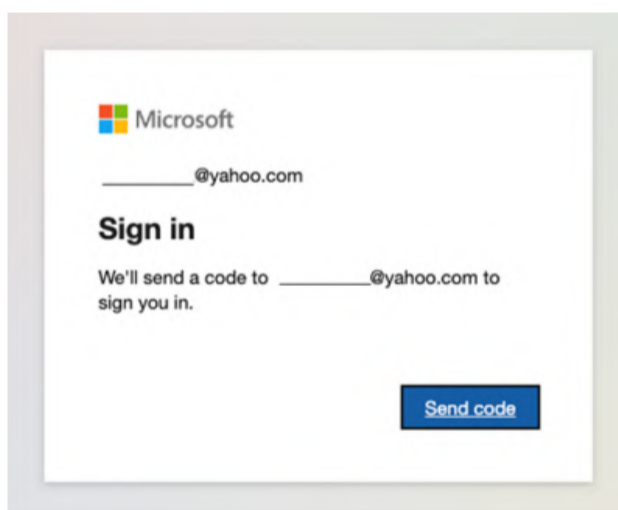 Microsoft
_________@yahoo.com
Sign in
We'll send a code to _________@yahoo.com to
sign you in.
Send code